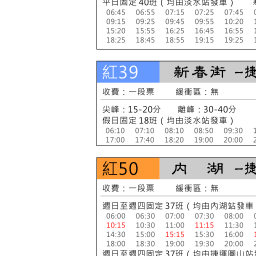 平日固定40班（均由淡水站發車）
06:45 06:55 07:15 07:25 07:45
09:15 09:25 09:45 09:55 10:20
15:20 15:55 16:25 16:45 16:55
18:25 18:45 18:55 19:15 19:25
紅39 新春街 –捷
收費：一段票 緩衝區：無
尖峰：15-20分 離峰：30-40分
假日固定18班（均由淡水站發車）
06:10 07:10 08:10 08:50 09:30
17:00 17:40 18:20 19:00 20:00
紅50 內 湖 –捷
收費：一段票 緩衝區：無
週日至週四固定37班（均由內湖站發車
06:00 06:30 07:00 07:30 08:00
10:15 10:30 11:00 11:15 11:30
14:30 15:00 15:15 15:30 16:00
18:00 18:30 19:00 19:30 20:00
週日至週四固定37班（均由捷運圓山站